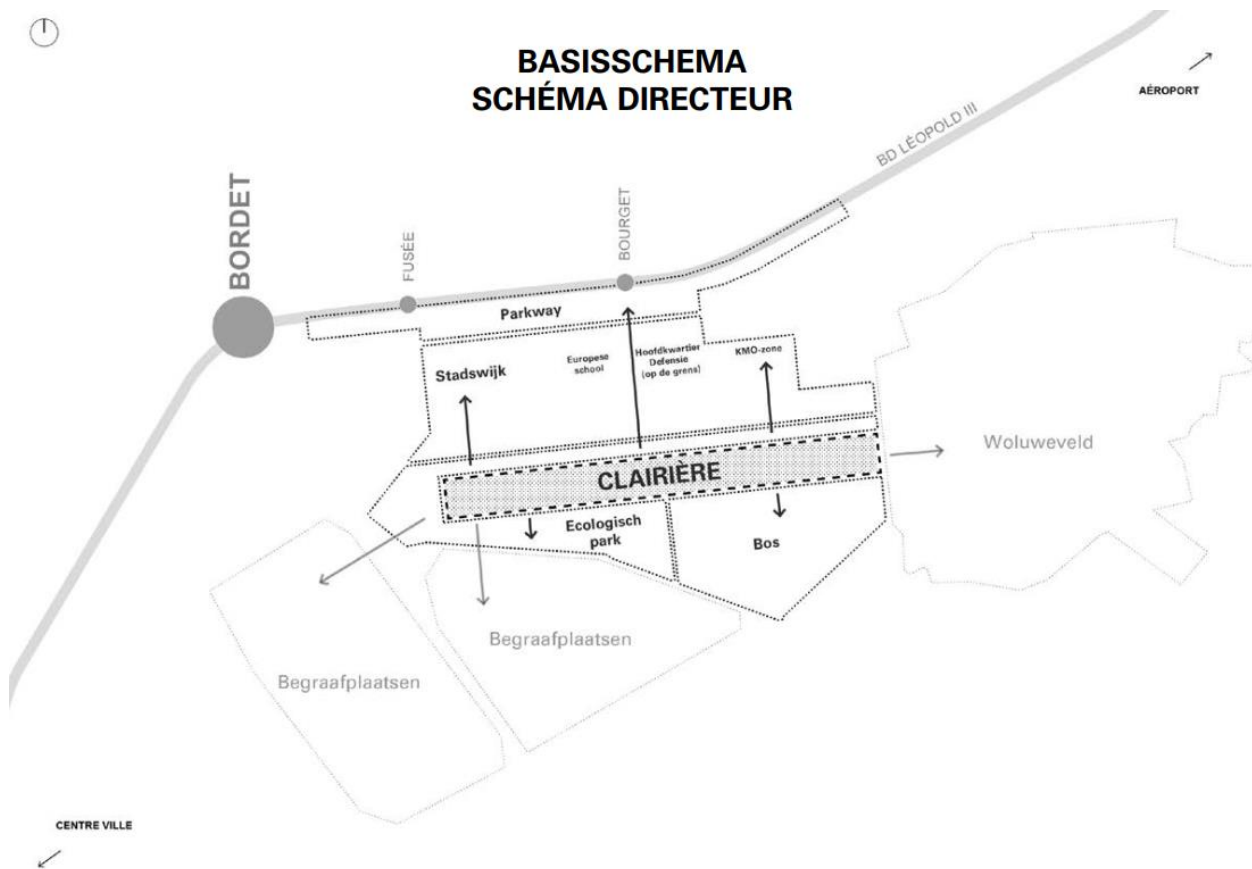 BASISSCHEMA
SCHÉMA DIRECTEUR
AÉROPORT
BD LÉOPOLD III
BORDET
FUSÉE
BOURGET
Parkway
Stadswijk
Europese
school
Hoofdkwartier
Defensie
(op de grens)
KMO-zone
Woluweveld
CLAIRIÈRE
Ecologisch
park
Bos
Begraafplaatsen
Begraafplaatsen
CENTRE VILLE